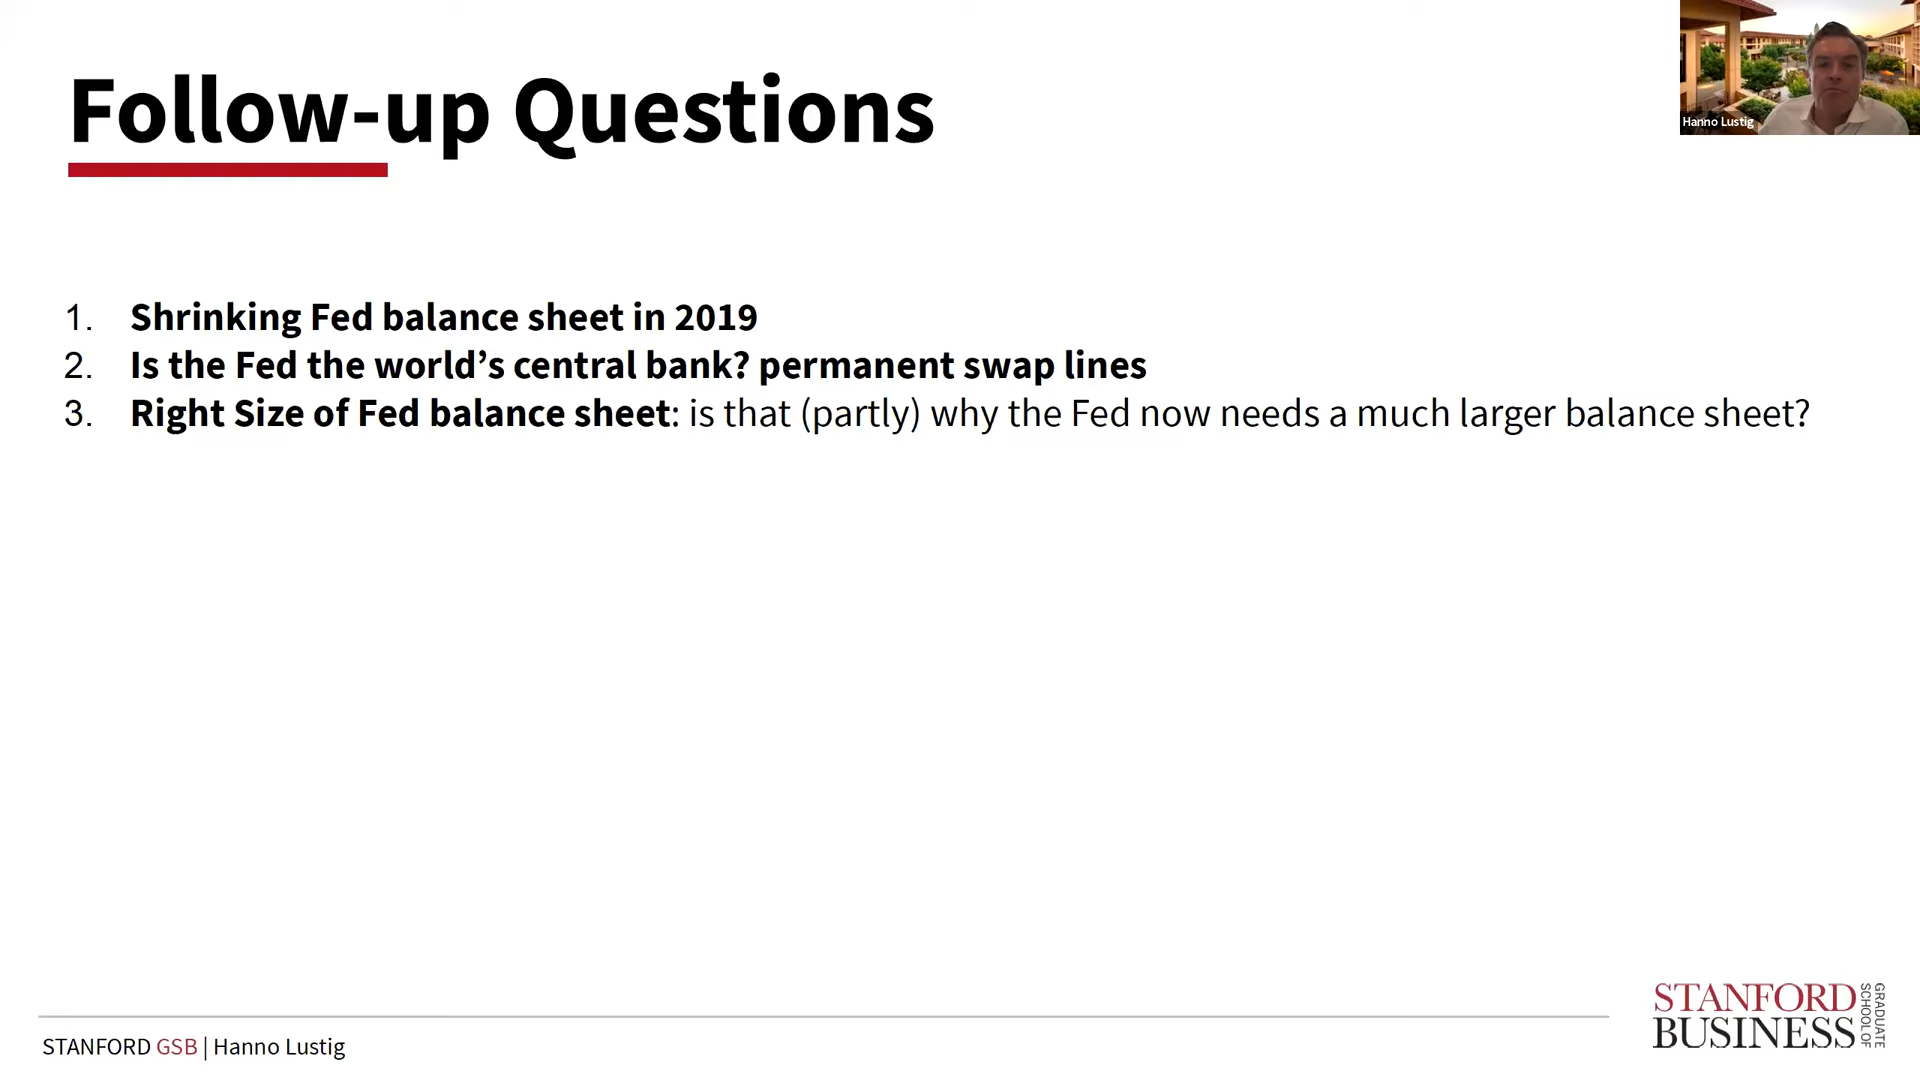 Follow-up Questions
Hanno Lustig
1. Shrinking Fed balance sheet in 2019
2. Is the Fed the world’s central bank? permanent swap lines
3. Right Size of Fed balance sheet: is that (partly) why the Fed now needs a much larger balance sheet?
STANFORD GSB | Hanno Lustig
STANFORD
BUSINESS
GRADUATE
SCHOOL OF